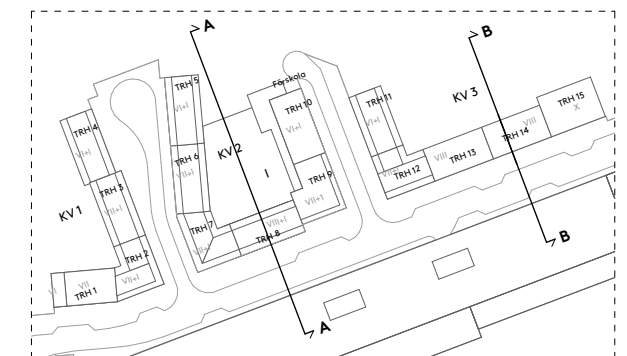 A
B
TRH 5
VI+I
Förskola
TRH 10
VI+I
TRH 11
VI+I
KV 3
TRH 15
X
TRH 4
VI+I
TRH 6
VII+I
KV 2
I
VIII
TRH 14
TRH 13
VIII
TRH 12
TRH 3
VII+I
KV 1
TRH 9
VII+I
TRH 7
VIII+I
TRH 8
B
TRH 2
VII+I
VII
TRH 1
VI
A